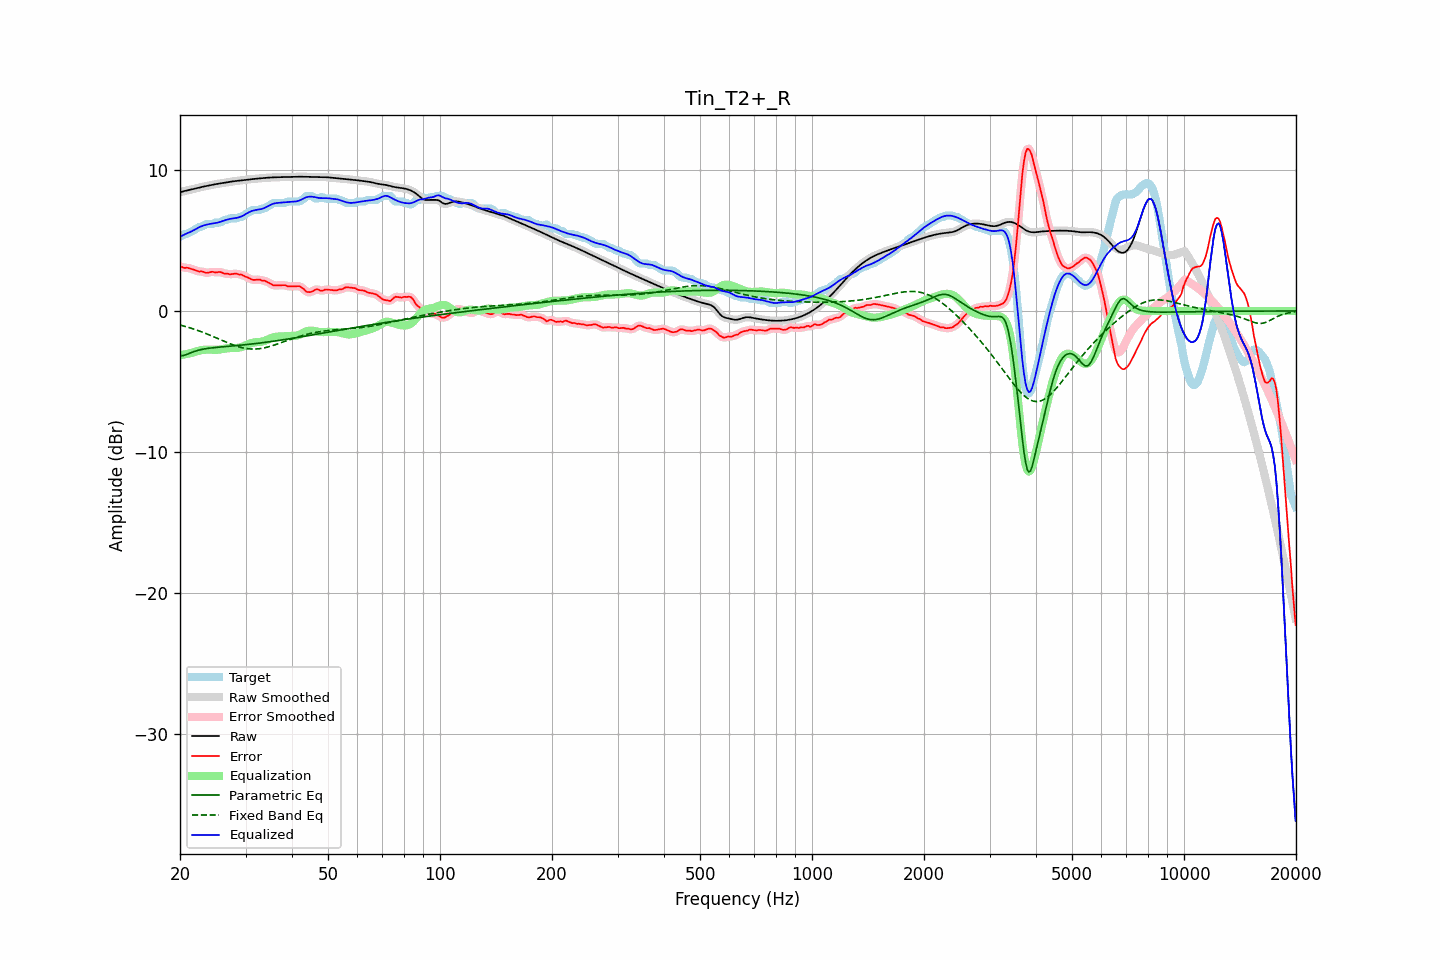 Tin_T2+_R
Amplitude (dBr)
10
0
−10
−20
−30
Target
Raw Smoothed
Error Smoothed
Raw
Error
Equalization
Parametric Eq
Fixed Band Eq
Equalized
20 50 100 200 500 1000 2000 5000 10000 20000
Frequency (Hz)